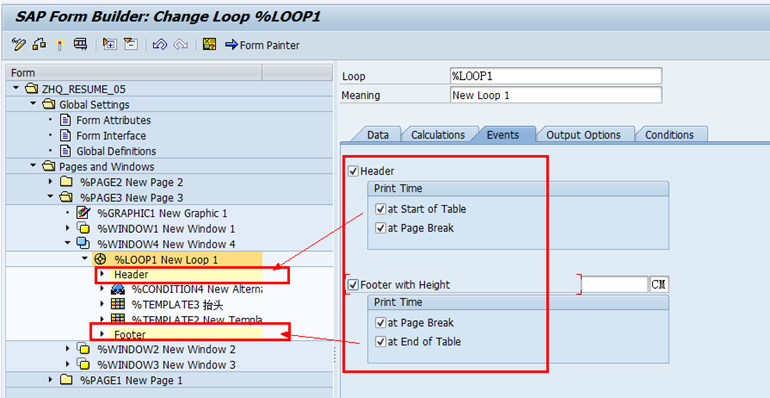 SAP Form Builder: Change Loop %LOOP1
Form Painter
Form
ZHQ_RESUME_05
Global Settings
Form Attributes
Form Interface
Global Definitions
Pages and Windows
%PAGE2 New Page 2
%PAGE3 New Page 3
%GRAPHIC1 New Graphic 1
%WINDOW1 New Window 1
%WINDOW4 New Window 4
%LOOP1 New Loop 1
Header
%CONDITION4 New Alterna
%TEMPLATE3 抬头
%TEMPLATE2 New Templa
Footer
%WINDOW2 New Window 2
%WINDOW3 New Window 3
%PAGE1 New Page 1
Loop %LOOP1
Meaning New Loop 1
Data Calculations Events Output Options Conditions
Header
Print Time
at Start of Table
at Page Break
Footer with Height CM
Print Time
at Page Break
at End of Table